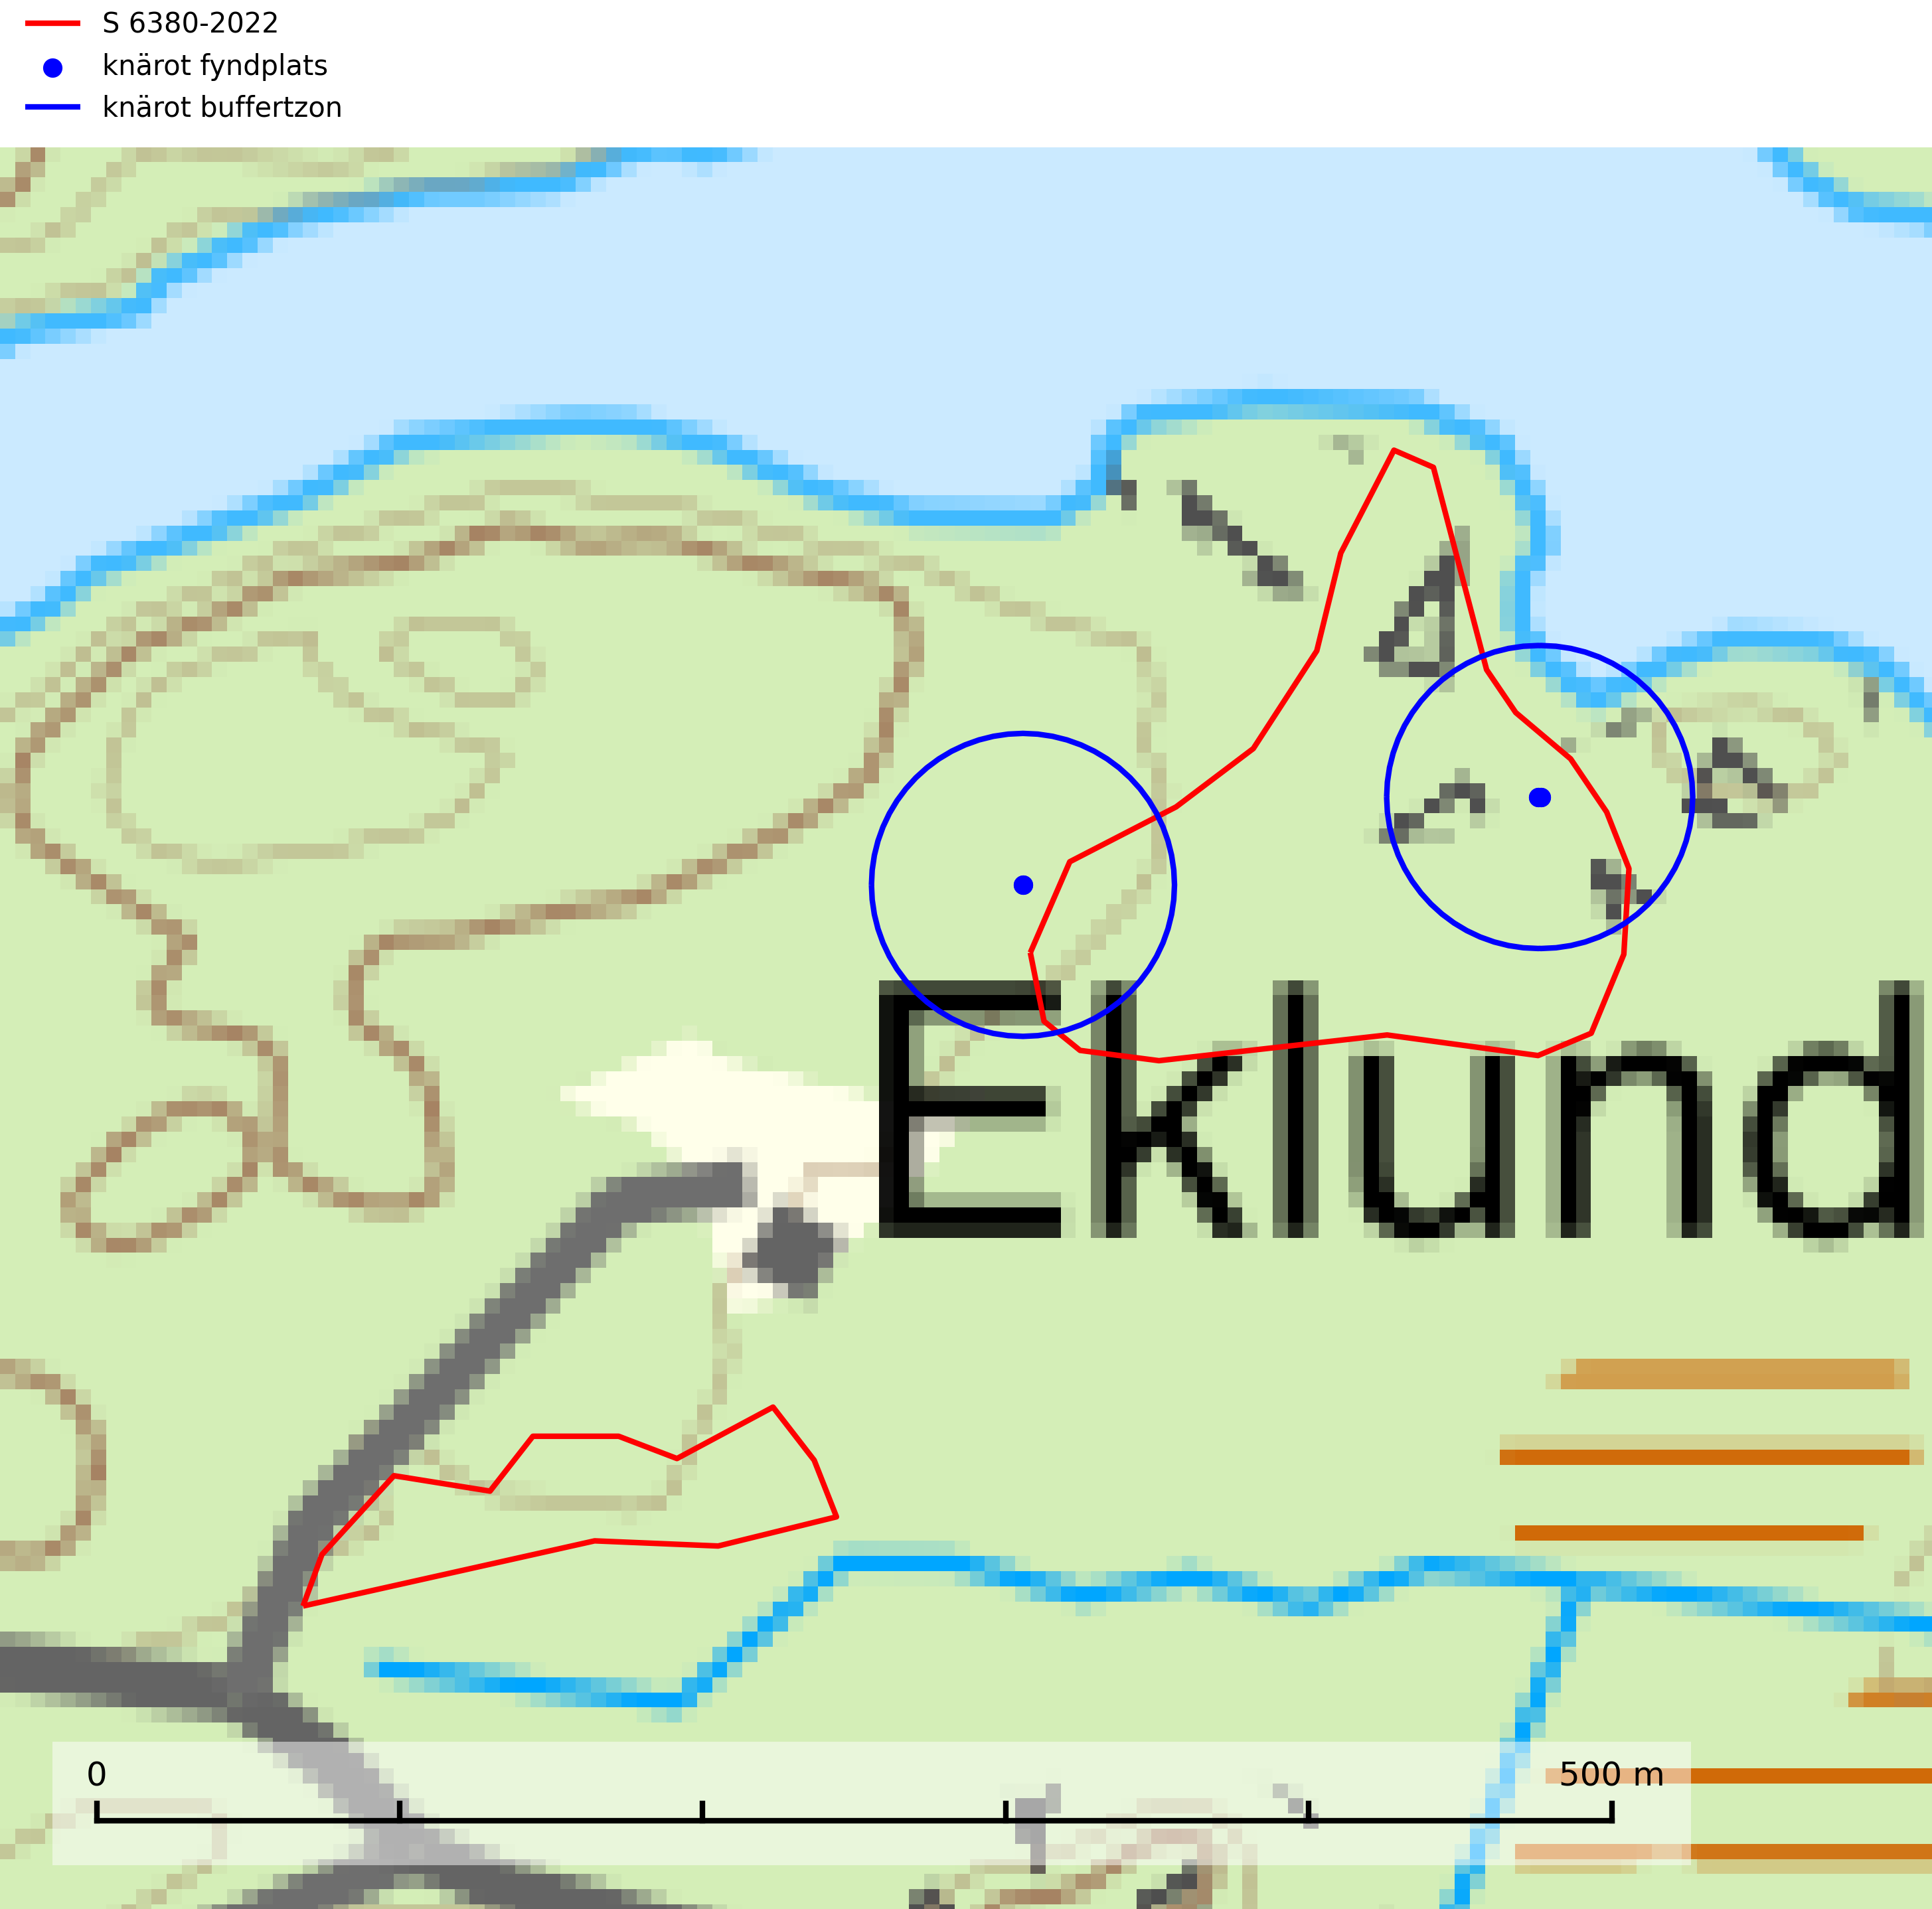 S 6380-2022
knärot fyndplats
knärot buffertzon
Eklund
0 500 m